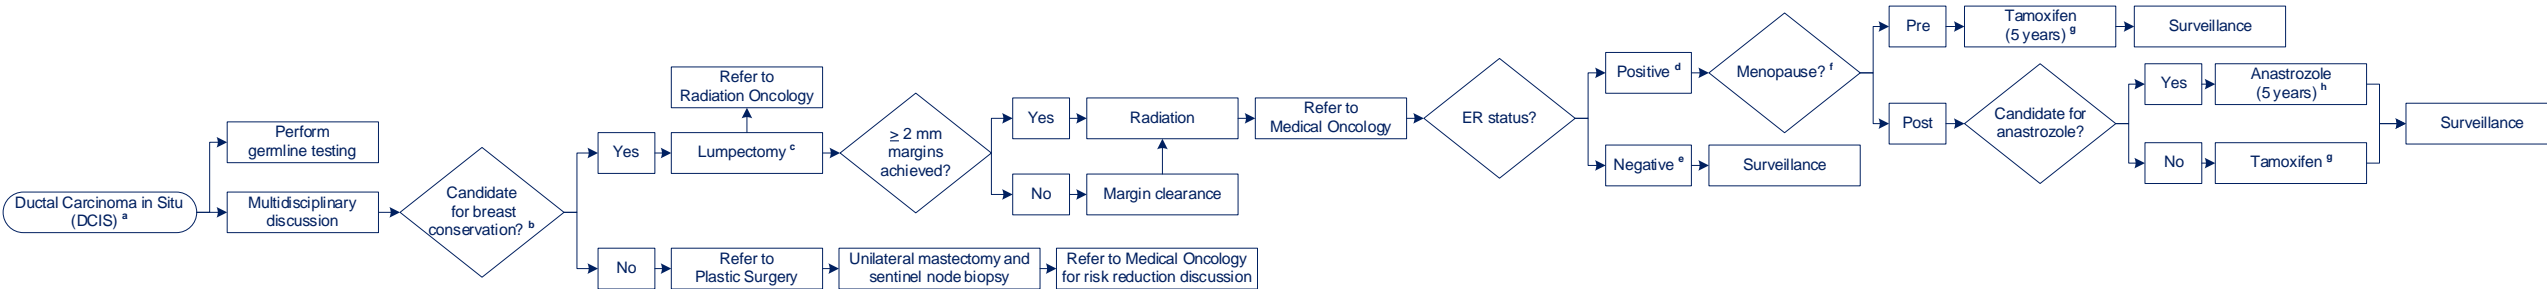 Ductal Carcinoma in Situ
(DCIS) a
Perform
germline testing
Multidisciplinary
discussion
Candidate
for breast
conservation? b
Yes
Refer to
Radiation Oncology
Lumpectomy c
≥ 2 mm
margins
achieved?
Yes
Radiation
No
Margin clearance
No
Refer to
Plastic Surgery
Unilateral mastectomy and
sentinel node biopsy
Refer to Medical Oncology
for risk reduction discussion
Refer to
Medical Oncology
ER status?
Positive d
Negative e
Surveillance
Menopause? f
Pre
Tamoxifen
(5 years) g
Surveillance
Post
Candidate for
anastrozole?
Yes
Anastrozole
(5 years) h
No
Tamoxifen g
Surveillance